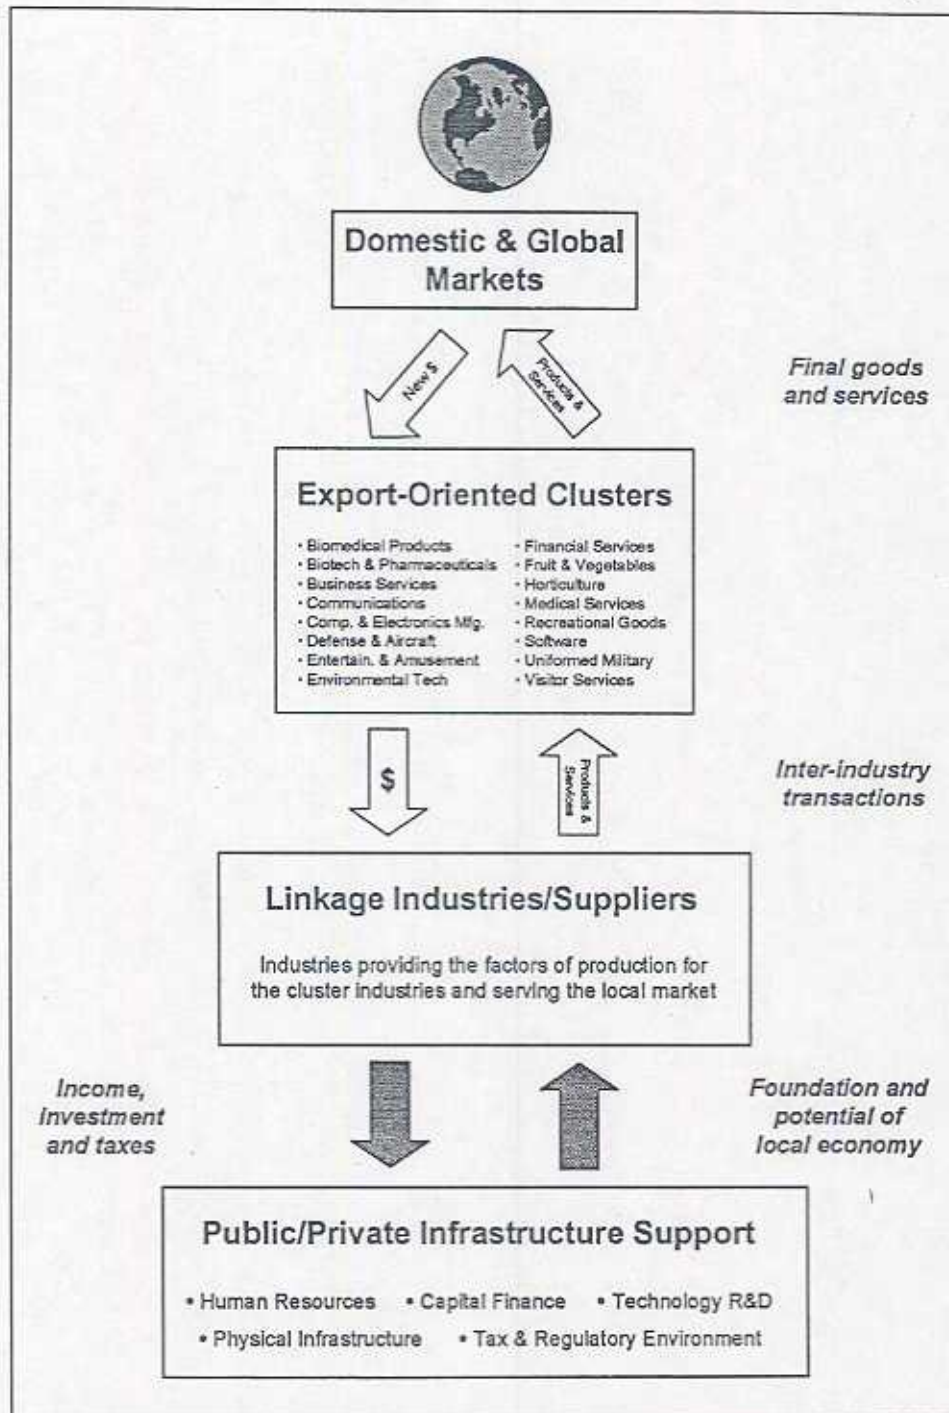 Domestic & Global
Markets
New $
Products &
Services
Final goods
and services
Export-Oriented Clusters
• Biomedical Products
• Biotech & Pharmaceuticals
• Business Services
• Communications
• Comp. & Electronics Mfg.
• Defense & Aircraft
• Entertain. & Amusement
• Environmental Tech
• Financial Services
• Fruit & Vegetables
• Horticulture
• Medical Services
• Recreational Goods
• Software
• Uniformed Military
• Visitor Services
$
Products &
Services
Inter-industry
transactions
Linkage Industries/Suppliers
Industries providing the factors of production for
the cluster industries and serving the local market
Income,
Investment
and taxes
Foundation and
potential of
local economy
Public/Private Infrastructure Support
• Human Resources • Capital Finance • Technology R&D
• Physical Infrastructure • Tax & Regulatory Environment